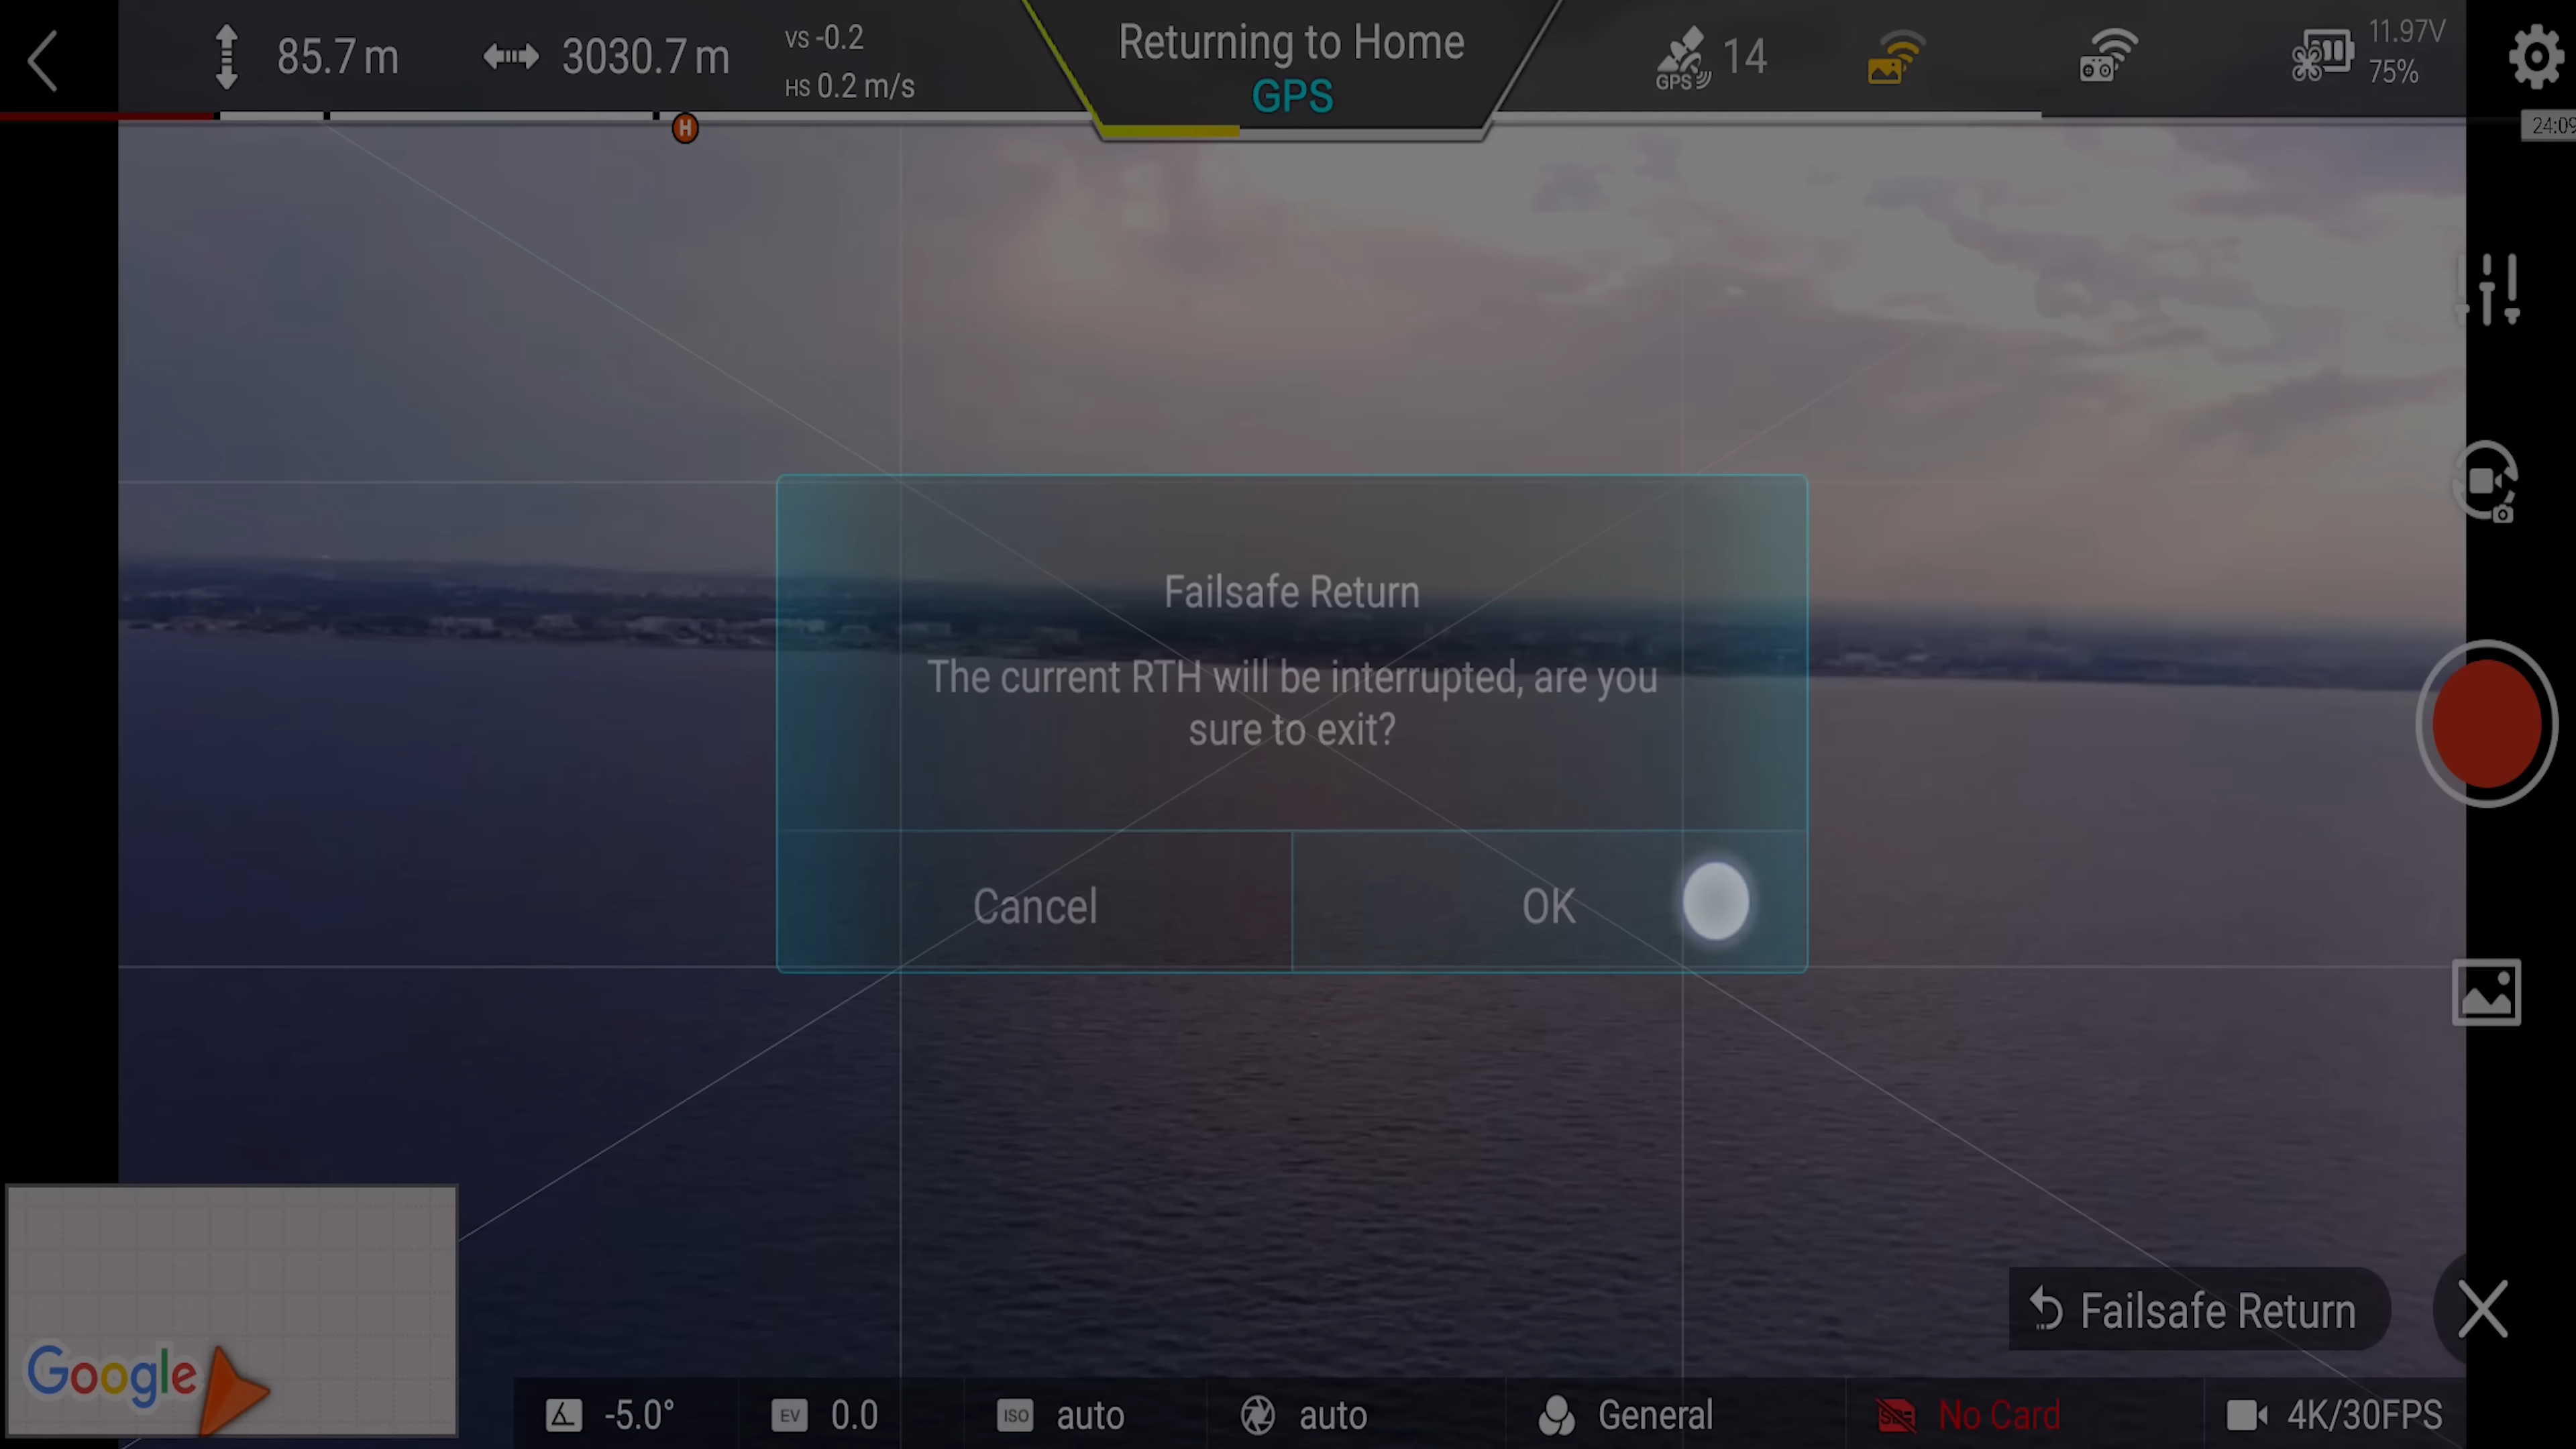 85.7 m
3030.7 m
VS -0.2
HS 0.2 m/s
Returning to Home
GPS
GPS
14
11.97V
75%
H
24:09
Failsafe Return
The current RTH will be interrupted, are you
sure to exit?
Cancel
OK
Failsafe Return
Google
-5.0°
EV
0.0
ISO
auto
auto
General
No Card
4K/30FPS